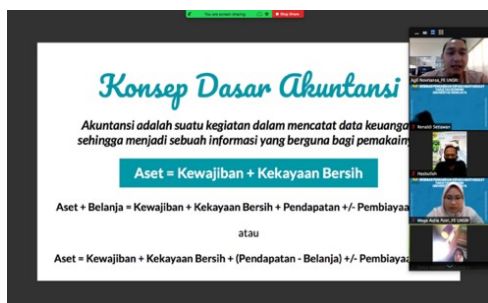 You are screen sharing
Stop Share
Konsep Dasar Akuntansi
Akuntansi adalah suatu kegiatan dalam mencatat data keuanga
sehingga menjadi sebuah informasi yang berguna bagi pemakain
Aset = Kewajiban + Kekayaan Bersih
Aset + Belanja = Kewajiban + Kekayaan Bersih + Pendapatan +/- Pembiayaa
atau
Aset = Kewajiban + Kekayaan Bersih + (Pendapatan - Belanja) +/- Pembiayaa
Agil Novriansa_FE UNSRI
Renaldi Setiawan
Hasbullah
Mega Aulia Putri_FE UNSRI